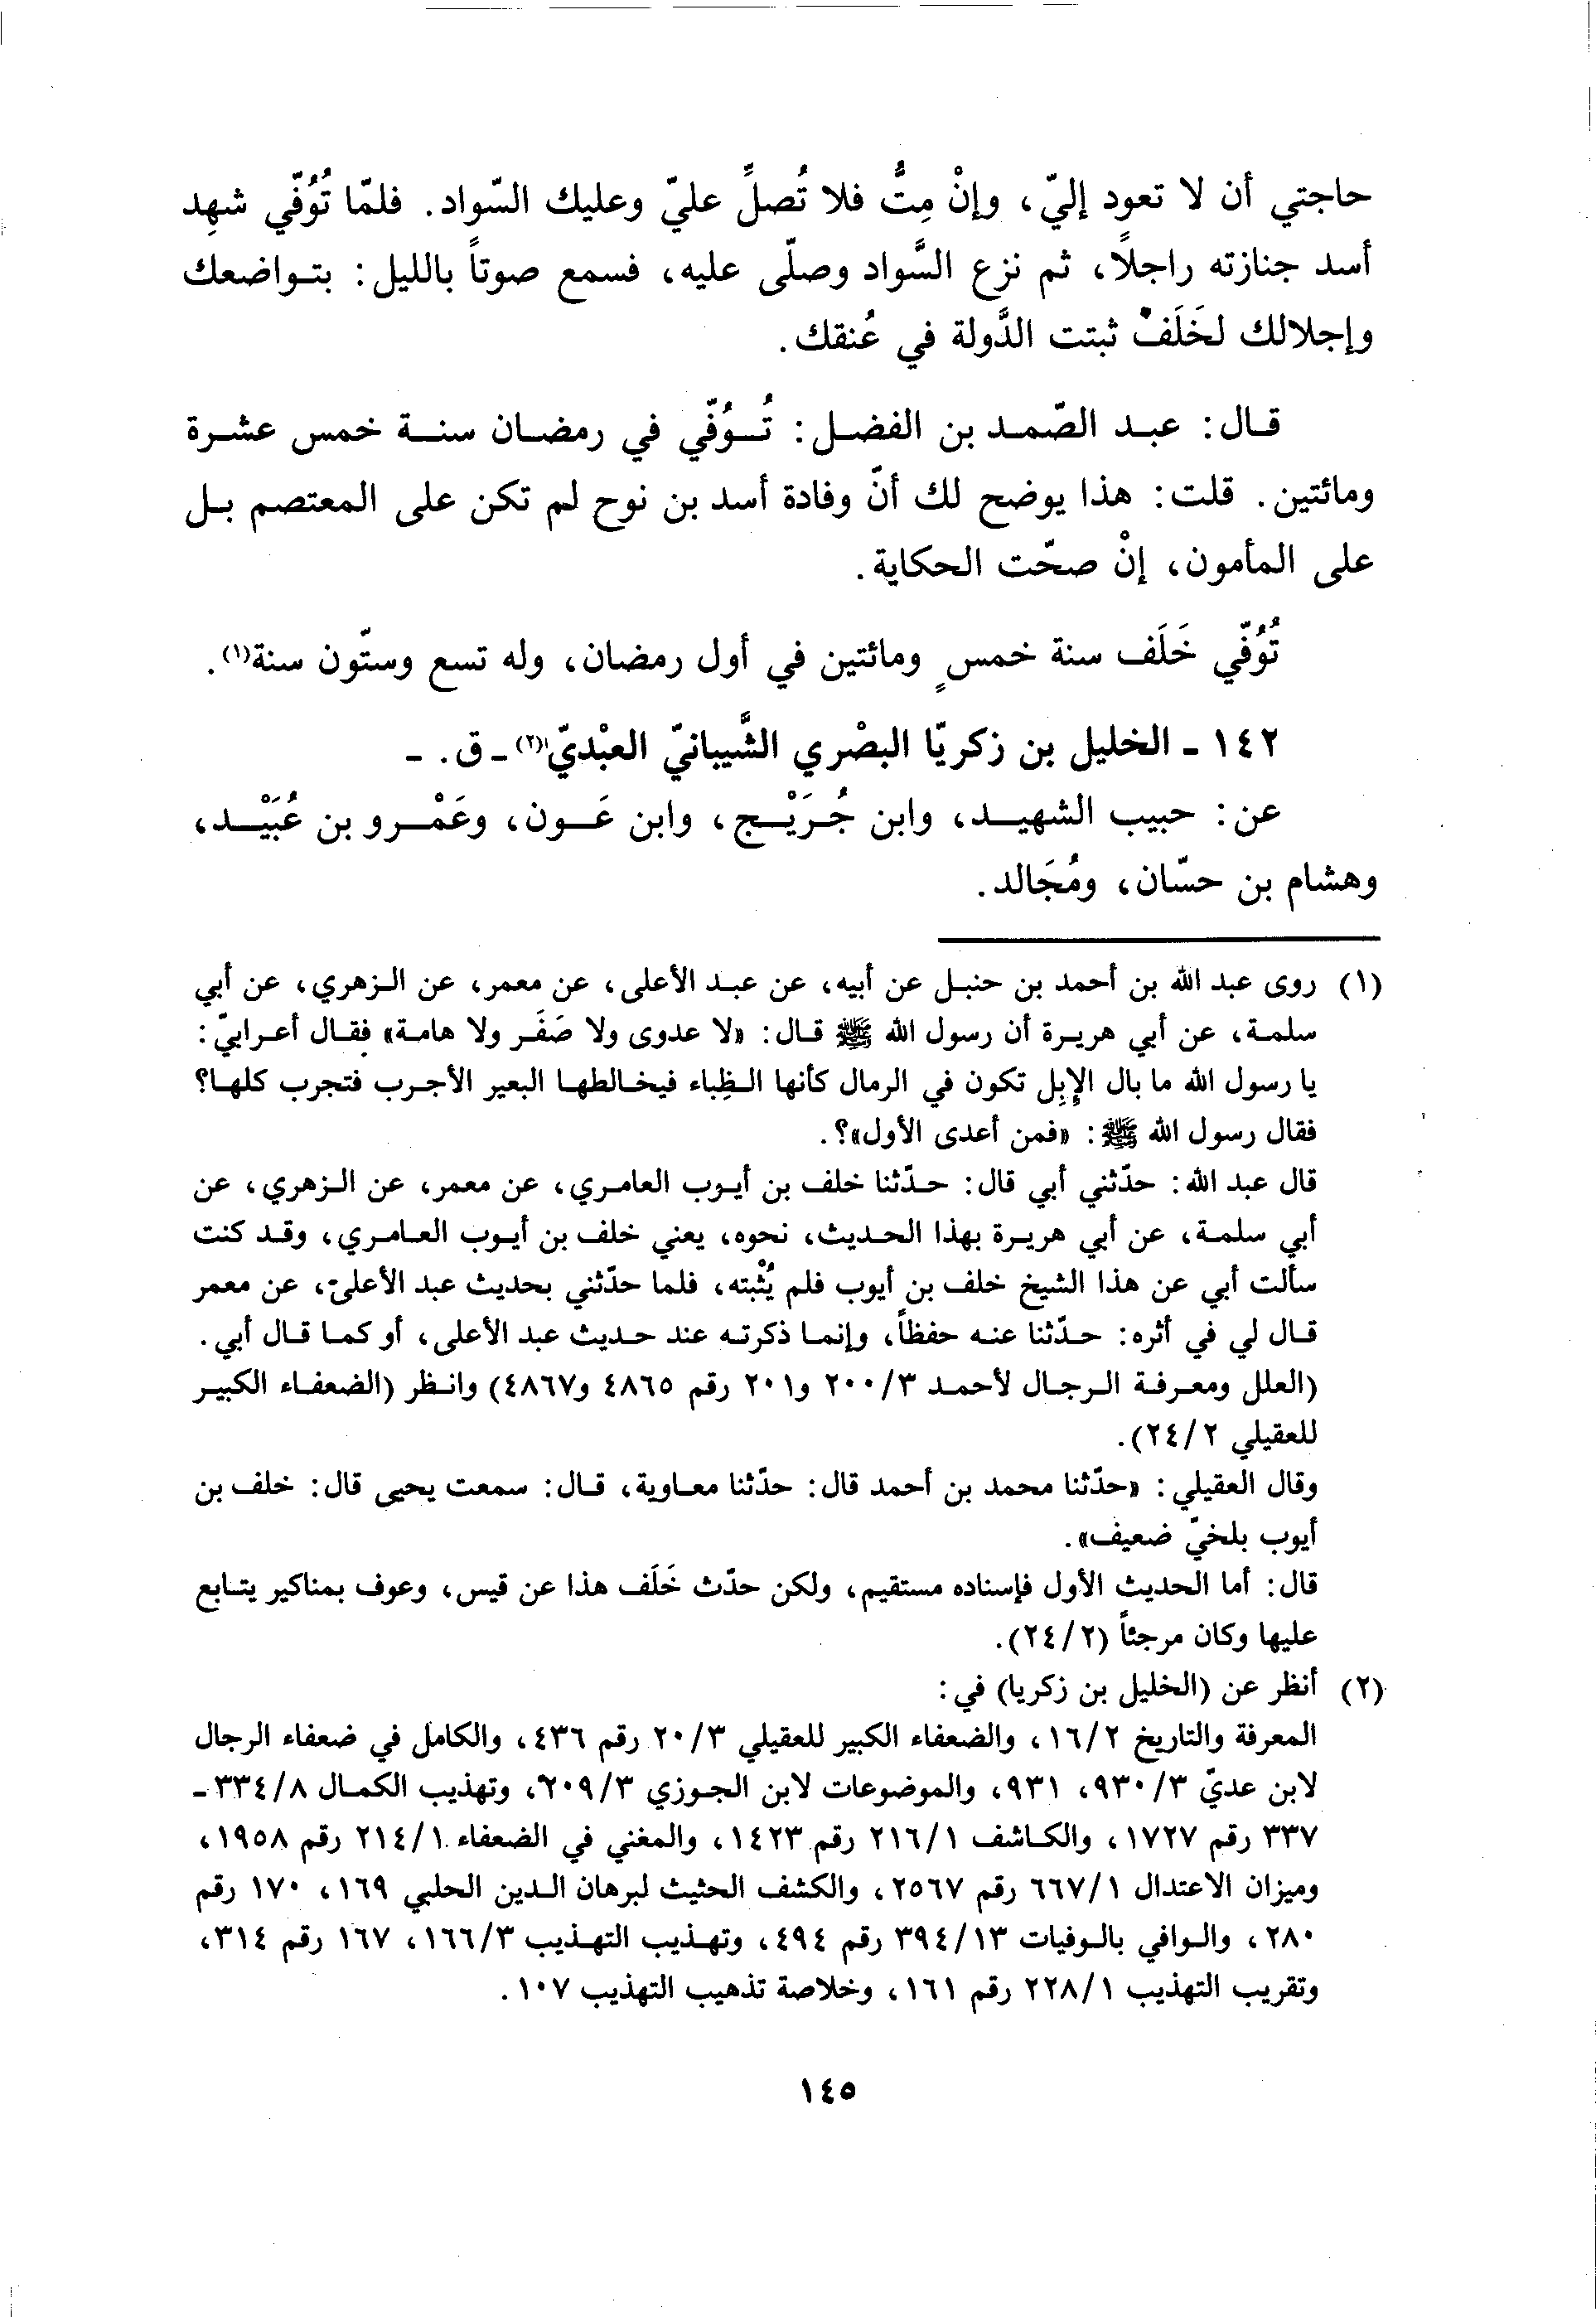 حاجتي أن لا تعود إليّ، وإنْ مِتُّ فلا تُصلِّ عليّ وعليك السّواد. فلمّا تُوُفّي شهِد
أسد جنازته راجلاً، ثم نزع السَّواد وصلّى عليه، فسمع صوتاً بالليل: بتواضعك
وإجلالك لخَلَفْ ثبتت الدَّولة في عُنقك.
قال: عبد الصّمد بن الفضل: تُوُفّي في رمضان سنة خمس عشرة
ومائتين. قلت: هذا يوضح لك أنّ وفادة أسد بن نوح لم تكن على المعتصم بل
على المأمون، إنْ صحّت الحكاية.
تُوُفّي خَلَف سنة خمسٍ ومائتين في أول رمضان، وله تسع وستّون سنة(١).
١٤٢ - الخليل بن زكريّا البصْري الشَّيبانيّ العبْديّ(٢) - ق. -
عن: حبيب الشهيد، وابن جُرَيْج، وابن عَون، وعَمْرو بن عُبَيْد،
وهشام بن حسّان، ومُجَالد.
(١) روى عبد الله بن أحمد بن حنبل عن أبيه، عن عبد الأعلى، عن معمر، عن الزهري، عن أبي
سلمة، عن أبي هريرة أن رسول الله ﷺ قال: «لا عدوى ولا صَفَر ولا هامة» فقال أعرابيّ:
يا رسول الله ما بال الإِبِل تكون في الرمال كأنها الظِباء فيخالطها البعير الأجرب فتجرب كلها؟
فقال رسول الله ﷺ: «فمن أعدى الأول»؟.
قال عبد الله: حدّثني أبي قال: حدّثنا خلف بن أيوب العامري، عن معمر، عن الزهري، عن
أبي سلمة، عن أبي هريرة بهذا الحديث، نحوه، يعني خلف بن أيوب العامري، وقد كنت
سألت أبي عن هذا الشيخ خلف بن أيوب فلم يُثْبته، فلما حدّثني بحديث عبد الأعلىٰ، عن معمر
قال لي في أثره: حدّثنا عنه حفظاً، وإنما ذكرته عند حديث عبد الأعلى، أو كما قال أبي.
(العلل ومعرفة الرجال لأحمد ٣/٢٠٠ و٢٠١ رقم ٤٨٦٥ و٤٨٦٧) وانظر (الضعفاء الكبير
للعقيلي ٢/٢٤).
وقال العقيلي: «حدّثنا محمد بن أحمد قال: حدّثنا معاوية، قال: سمعت يحيى قال: خلف بن
أيوب بلخيّ ضعيف».
قال: أما الحديث الأول فإسناده مستقيم، ولكن حدّث خَلَف هذا عن قيس، وعوف بمناكير يتابع
عليها وكان مرجئاً (٢/٢٤).
(٢) أنظر عن (الخليل بن زكريا) في:
المعرفة والتاريخ ٢/١٦، والضعفاء الكبير للعقيلي ٣/٢٠ رقم ٤٣٦، والكامل في ضعفاء الرجال
لابن عديّ ٣/٩٣٠، ٩٣١، والموضوعات لابن الجوزي ٣/٢٠٩، وتهذيب الكمال ٨/٣٣٤ -
٣٣٧ رقم ١٧٢٧، والكاشف ١/٢١٦ رقم ١٤٢٣، والمغني في الضعفاء ١/٢١٤ رقم ١٩٥٨،
وميزان الاعتدال ١/٦٦٧ رقم ٢٥٦٧، والكشف الحثيث لبرهان الدين الحلبي ١٦٩، ١٧٠ رقم
٢٨٠، والوافي بالوفيات ١٣/٣٩٤ رقم ٤٩٤، وتهذيب التهذيب ٣/١٦٦، ١٦٧ رقم ٣١٤،
وتقريب التهذيب ١/٢٢٨ رقم ١٦١، وخلاصة تذهيب التهذيب ١٠٧.
١٤٥